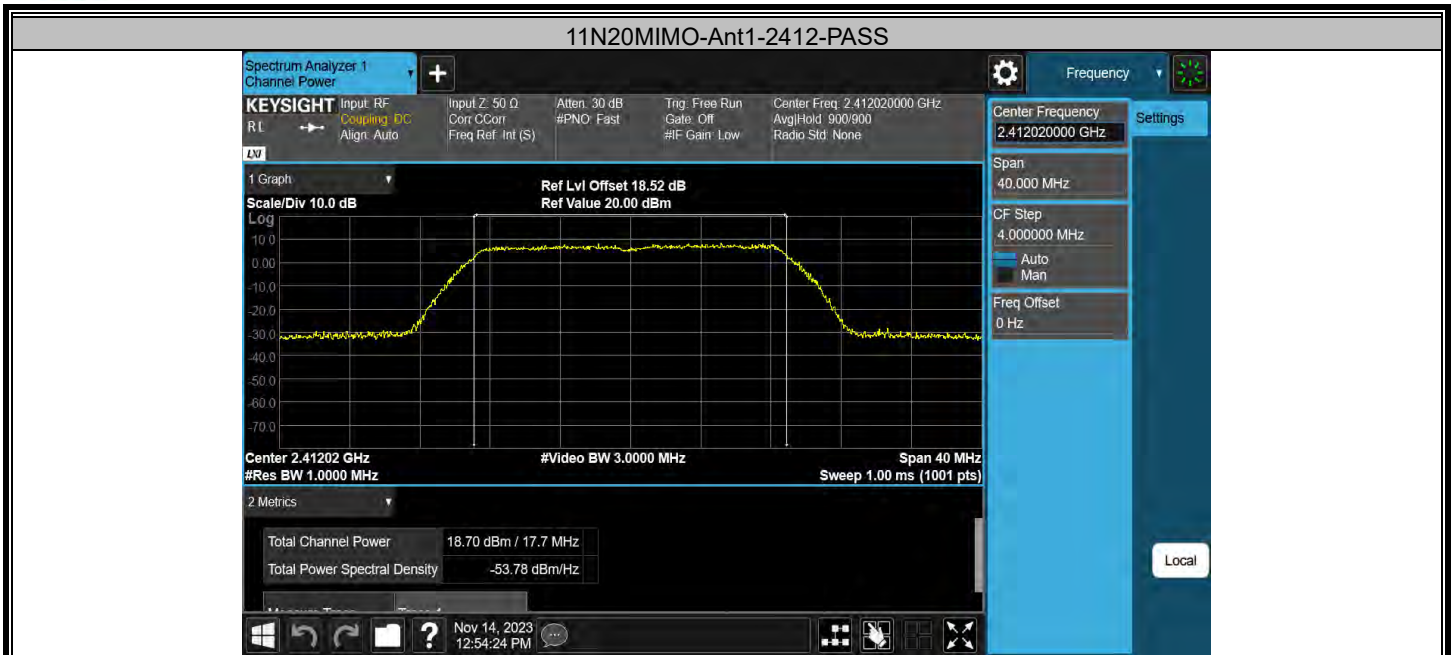 11N20MIMO-Ant1-2412-PASS
Spectrum Analyzer 1
Channel Power
Frequency
KEYSIGHT
RL
LXI
Input: RF
Coupling: DC
Align: Auto
Input Z: 50 Ω
Corr CCorr
Freq Ref: Int (S)
Atten: 30 dB
#PNO: Fast
Trig: Free Run
Gate: Off
#IF Gain: Low
Center Freq: 2.412020000 GHz
Avg|Hold: 900/900
Radio Std: None
Center Frequency
2.412020000 GHz
Settings
Span
40.000 MHz
CF Step
4.000000 MHz
Auto
Man
Freq Offset
0 Hz
Local
1 Graph
Scale/Div 10.0 dB
Ref Lvl Offset 18.52 dB
Ref Value 20.00 dBm
Log
10.0
0.00
-10.0
-20.0
-30.0
-40.0
-50.0
-60.0
-70.0
Center 2.41202 GHz
#Video BW 3.0000 MHz
Span 40 MHz
#Res BW 1.0000 MHz
Sweep 1.00 ms (1001 pts)
2 Metrics
Total Channel Power 18.70 dBm / 17.7 MHz
Total Power Spectral Density -53.78 dBm/Hz
?
Nov 14, 2023
12:54:24 PM